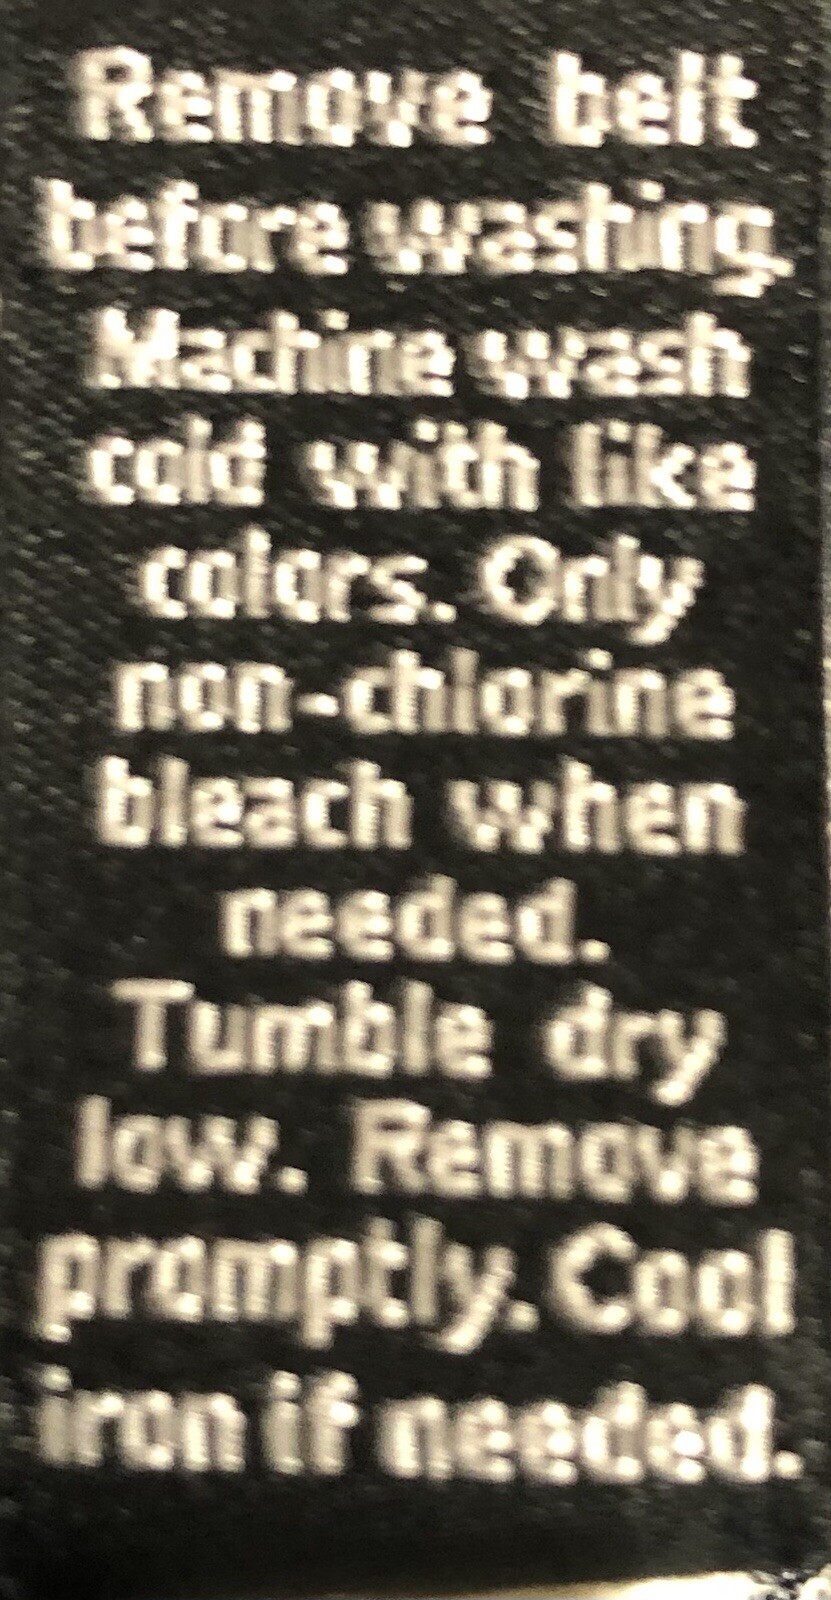 Remove belt
before washing.
Machine wash
cold with like
colors. Only
non-chlorine
bleach when
needed.
Tumble dry
low. Remove
promptly. Cool
iron if needed.